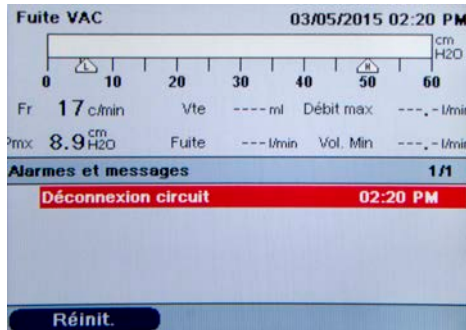 Fuite VAC 03/05/2015 02:20 PM
cm
H2O
L H
0 10 20 30 40 50 60
Fr 17 c/min Vte ---- ml Débit max ---.- l/min
Pmx 8.9 cm H2O Fuite --- l/min Vol. Min ---.- l/min
Alarmes et messages 1/1
Déconnexion circuit 02:20 PM
Réinit.